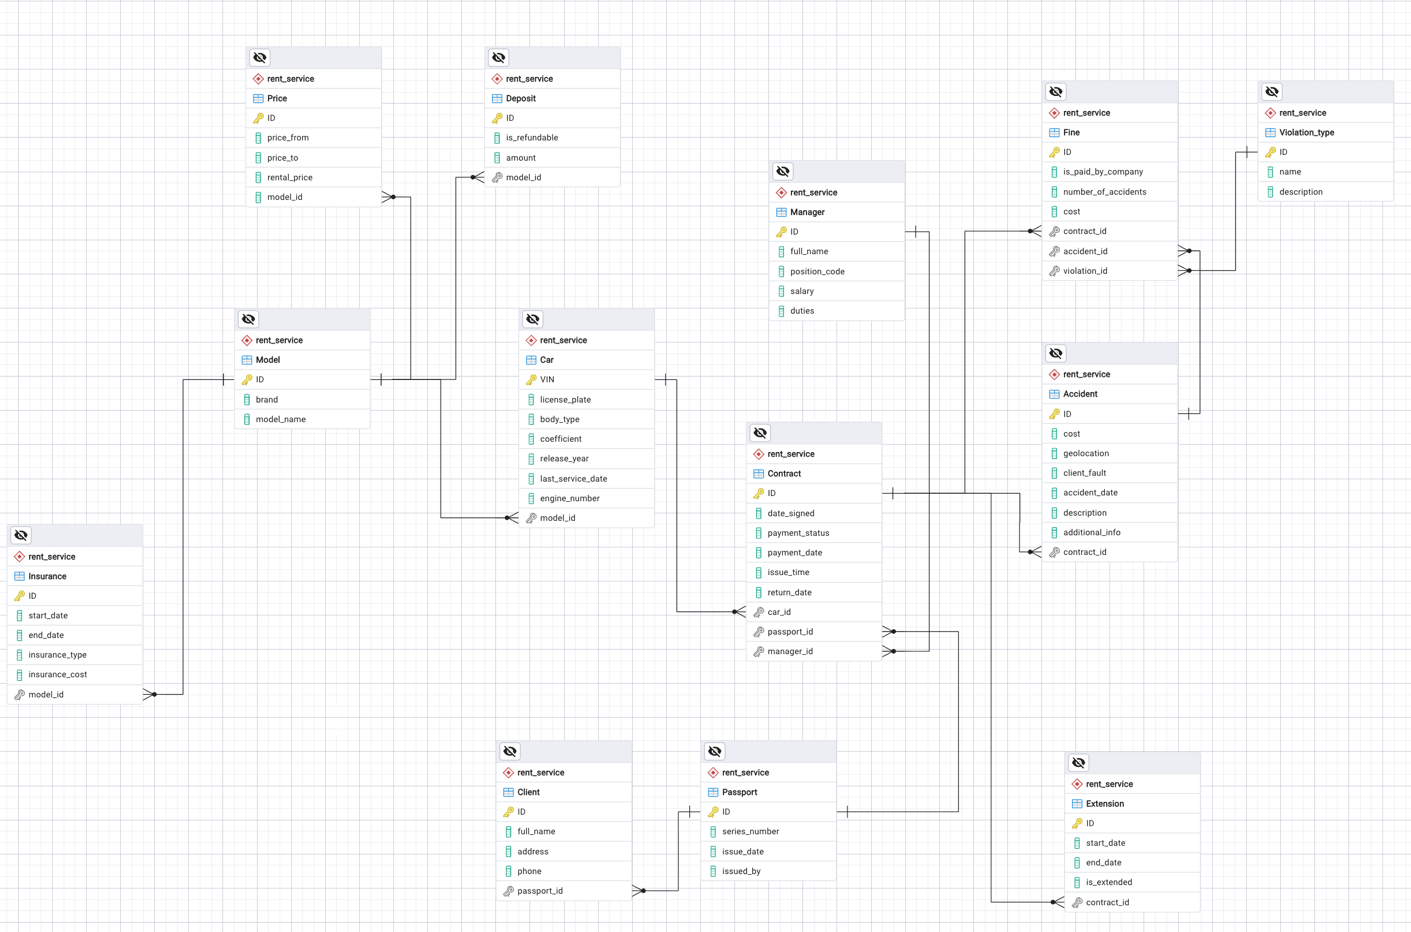 rent_service
Price
ID
price_from
price_to
rental_price
model_id
rent_service
Deposit
ID
is_refundable
amount
model_id
rent_service
Manager
ID
full_name
position_code
salary
duties
rent_service
Fine
ID
is_paid_by_company
number_of_accidents
cost
contract_id
accident_id
violation_id
rent_service
Violation_type
ID
name
description
rent_service
Model
ID
brand
model_name
rent_service
Car
VIN
license_plate
body_type
coefficient
release_year
last_service_date
engine_number
model_id
rent_service
Contract
ID
date_signed
payment_status
payment_date
issue_time
return_date
car_id
passport_id
manager_id
rent_service
Accident
ID
cost
geolocation
client_fault
accident_date
description
additional_info
contract_id
rent_service
Insurance
ID
start_date
end_date
insurance_type
insurance_cost
model_id
rent_service
Client
ID
full_name
address
phone
passport_id
rent_service
Passport
ID
series_number
issue_date
issued_by
rent_service
Extension
ID
start_date
end_date
is_extended
contract_id